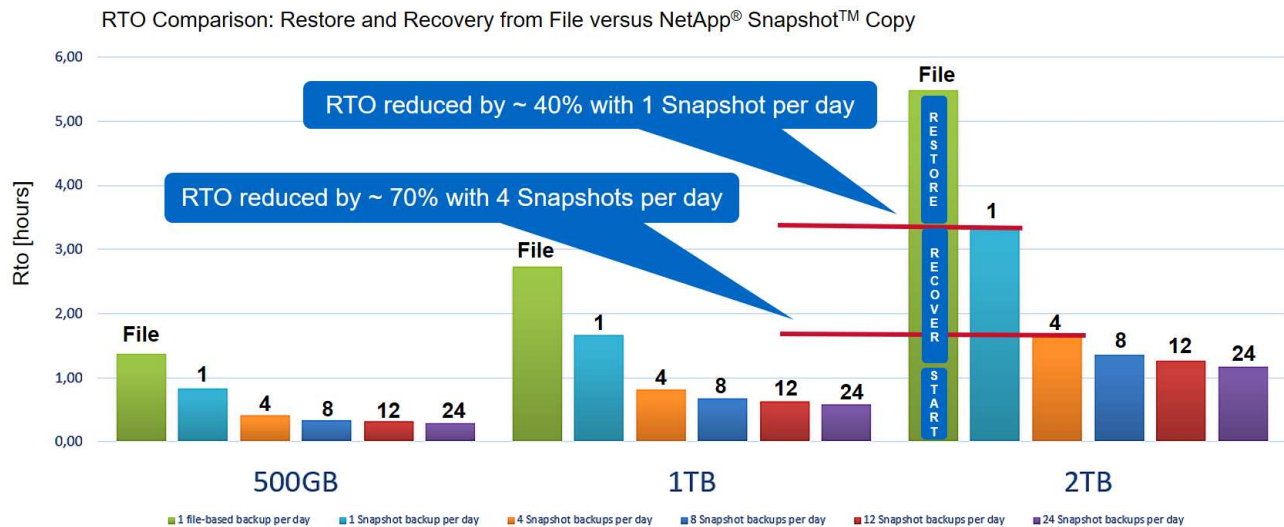 RTO Comparison: Restore and Recovery from File versus NetApp® Snapshot™ Copy
6,00
5,00
4,00
3,00
2,00
1,00
0,00
Rto [hours]
RTO reduced by ~ 40% with 1 Snapshot per day
RTO reduced by ~ 70% with 4 Snapshots per day
File
1
4
8
12
24
File
1
4
8
12
24
File
RESTORE
RECOVER
START
1
4
8
12
24
500GB
1TB
2TB
1 file-based backup per day
1 Snapshot backup per day
4 Snapshot backups per day
8 Snapshot backups per day
12 Snapshot backups per day
24 Snapshot backups per day